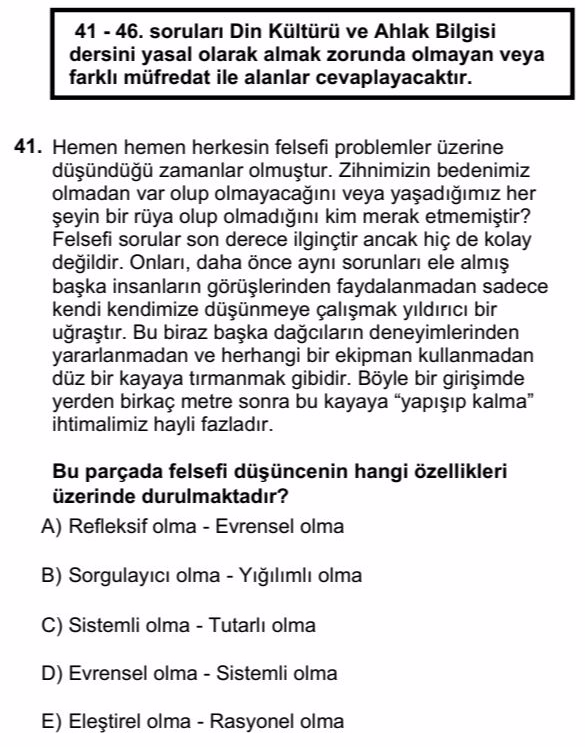 41 - 46. soruları Din Kültürü ve Ahlak Bilgisi
dersini yasal olarak almak zorunda olmayan veya
farklı müfredat ile alanlar cevaplayacaktır.
41. Hemen hemen herkesin felsefi problemler üzerine
düşündüğü zamanlar olmuştur. Zihnimizin bedenimiz
olmadan var olup olmayacağını veya yaşadığımız her
şeyin bir rüya olup olmadığını kim merak etmemiştir?
Felsefi sorular son derece ilginçtir ancak hiç de kolay
değildir. Onları, daha önce aynı sorunları ele almış
başka insanların görüşlerinden faydalanmadan sadece
kendi kendimize düşünmeye çalışmak yıldırıcı bir
uğraştır. Bu biraz başka dağcıların deneyimlerinden
yararlanmadan ve herhangi bir ekipman kullanmadan
düz bir kayaya tırmanmak gibidir. Böyle bir girişimde
yerden birkaç metre sonra bu kayaya “yapışıp kalma”
ihtimalimiz hayli fazladır.
Bu parçada felsefi düşüncenin hangi özellikleri
üzerinde durulmaktadır?
A) Refleksif olma - Evrensel olma
B) Sorgulayıcı olma - Yığılımlı olma
C) Sistemli olma - Tutarlı olma
D) Evrensel olma - Sistemli olma
E) Eleştirel olma - Rasyonel olma